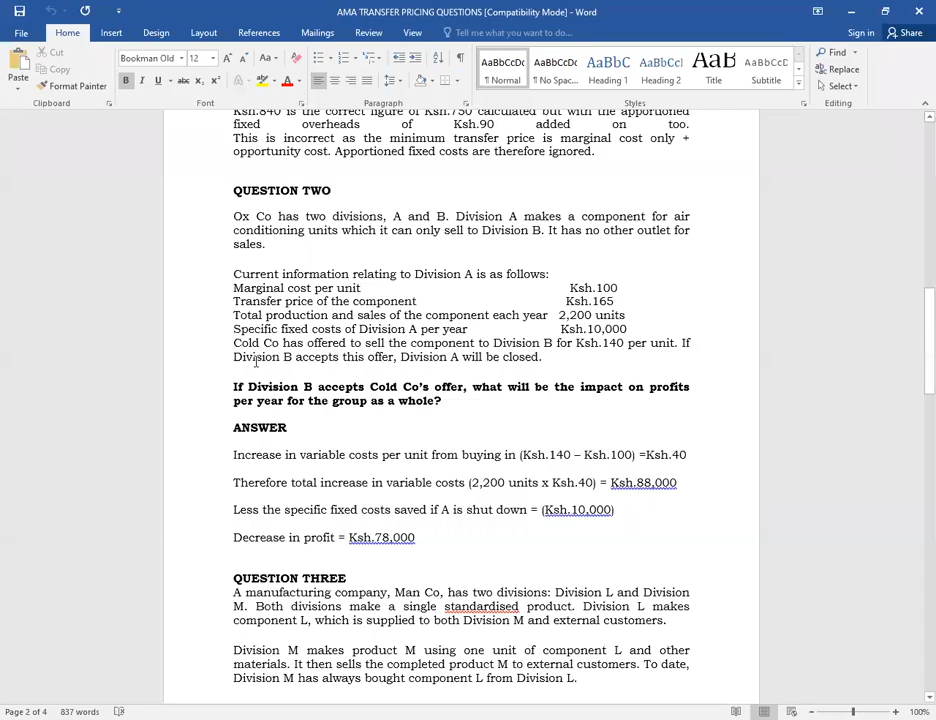 AMA TRANSFER PRICING QUESTIONS [Compatibility Mode] - Word
File Home Insert Design Layout References Mailings Review View Tell me what you want to do... Sign in Share
Paste Cut Copy Format Painter Clipboard
Bookman Old 12 Font
Paragraph
AaBbCcDc AaBbCcDc AaBbC AaBbCcC AaB AaBbCcD
¶ Normal ¶ No Spac... Heading 1 Heading 2 Title Subtitle
Styles
Find Replace Select Editing
Ksh.840 is the correct figure of Ksh.750 calculated but with the apportioned
fixed overheads of Ksh.90 added on too.
This is incorrect as the minimum transfer price is marginal cost only +
opportunity cost. Apportioned fixed costs are therefore ignored.
QUESTION TWO
Ox Co has two divisions, A and B. Division A makes a component for air
conditioning units which it can only sell to Division B. It has no other outlet for
sales.
Current information relating to Division A is as follows:
Marginal cost per unit Ksh.100
Transfer price of the component Ksh.165
Total production and sales of the component each year 2,200 units
Specific fixed costs of Division A per year Ksh.10,000
Cold Co has offered to sell the component to Division B for Ksh.140 per unit. If
Division B accepts this offer, Division A will be closed.
If Division B accepts Cold Co's offer, what will be the impact on profits
per year for the group as a whole?
ANSWER
Increase in variable costs per unit from buying in (Ksh.140 – Ksh.100) =Ksh.40
Therefore total increase in variable costs (2,200 units x Ksh.40) = Ksh.88,000
Less the specific fixed costs saved if A is shut down = (Ksh.10,000)
Decrease in profit = Ksh.78,000
QUESTION THREE
A manufacturing company, Man Co, has two divisions: Division L and Division
M. Both divisions make a single standardised product. Division L makes
component L, which is supplied to both Division M and external customers.
Division M makes product M using one unit of component L and other
materials. It then sells the completed product M to external customers. To date,
Division M has always bought component L from Division L.
Page 2 of 4 837 words 100%